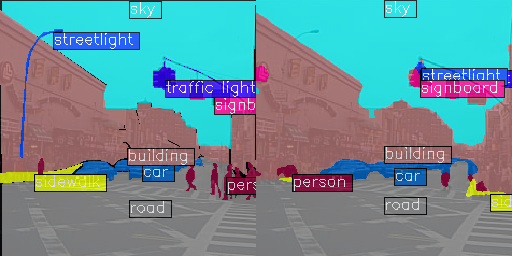 sky
streetlight
traffic light
signb
building
car
sidewalk
pers
road
sky
streetlight
signboard
building
car
person
sid
road